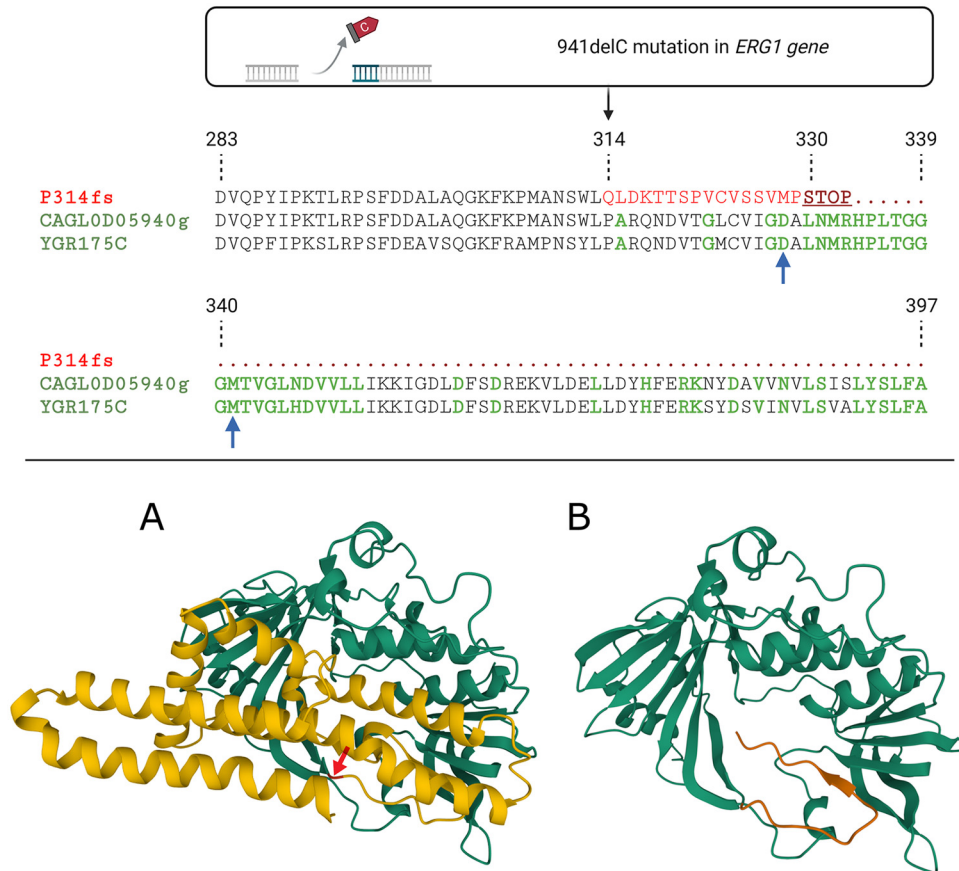 C
941delC mutation in ERG1 gene
283 314 330 339
P314fs DVQPYIPKTLRPSFDDALAQGKFKPMANSWLQLDKTTSPVCVSSVMPSTOP......
CAGL0D05940g DVQPYIPKTLRPSFDDALAQGKFKPMANSWLPARQNDVTGLCVIGDALNMRHPLTGG
YGR175C DVQPFIPKSLRPSFDEAVSQGKFRAMPNSWLPARQNDVTGMCVIGDALNMRHPLTGG
340 397
P314fs .........................................................
CAGL0D05940g GMTVGLNDVVLLIKKIGDLDFSDREKVLDELLDYHFERKNYDAVVNVLSISLYSLFA
YGR175C GMTVGLHDVVLLIKKIGDLDFSDREKVLDELLDYHFERKSYDSVINVLSVALYSLFA
A B